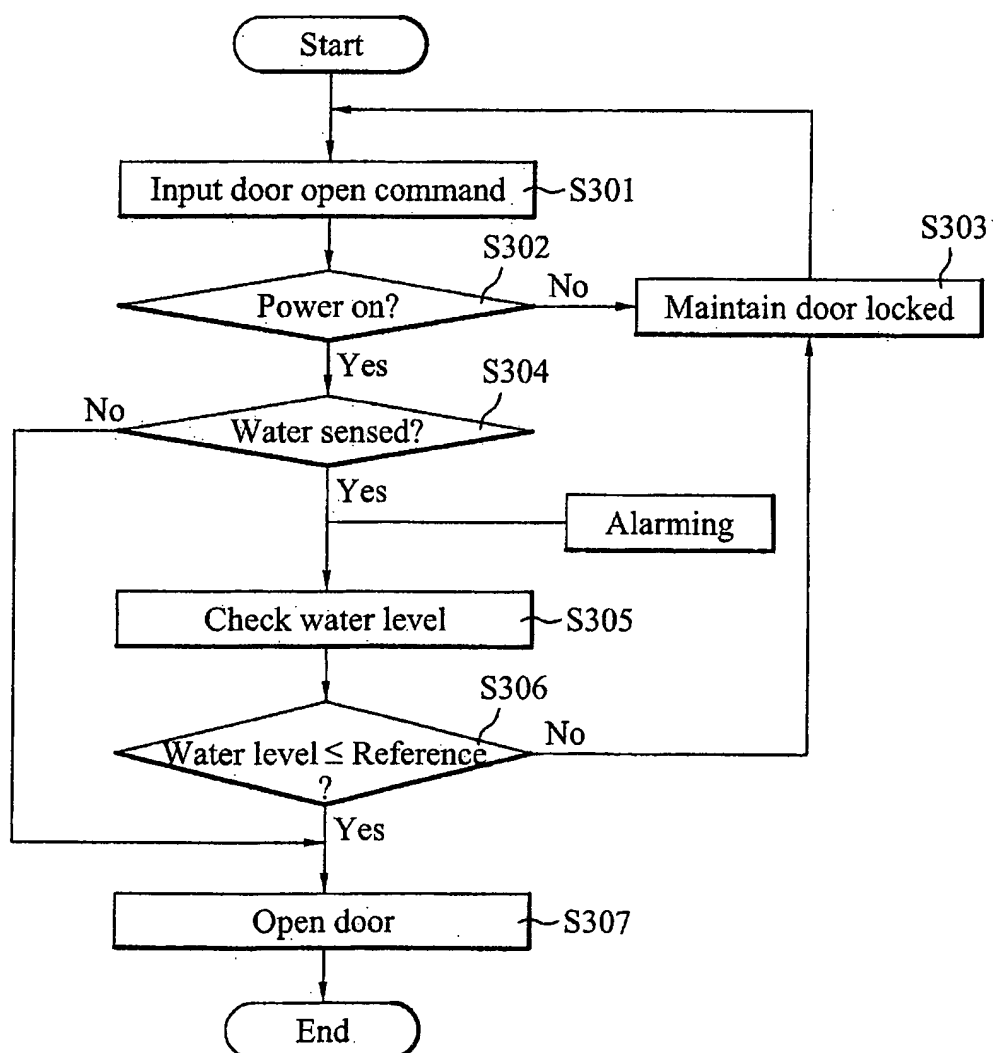 Start
Input door open command
S301
S302
Power on?
No
S303
Maintain door locked
Yes
S304
No
Water sensed?
Yes
Alarming
Check water level
S305
S306
Water level ≤ Reference
?
No
Yes
Open door
S307
End